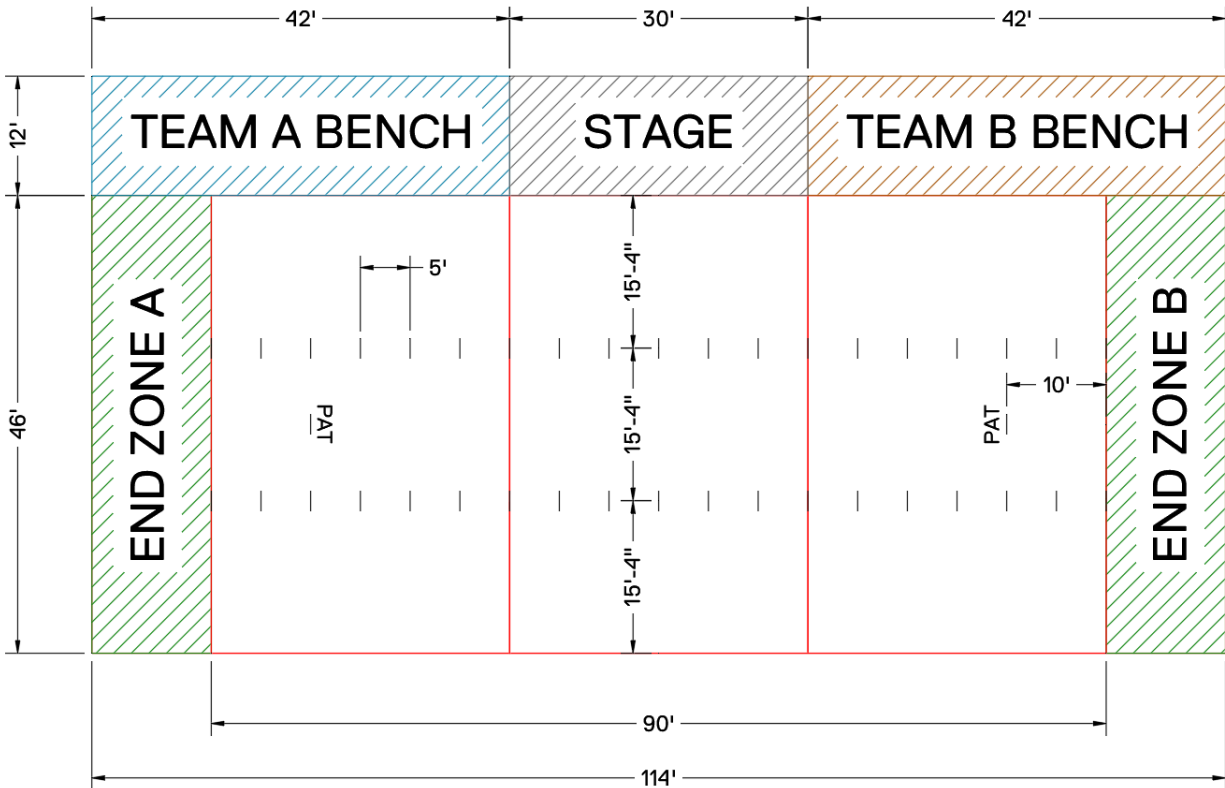 42'
30'
42'
12'
TEAM A BENCH
STAGE
TEAM B BENCH
46'
END ZONE A
5'
15'-4"
END ZONE B
10'
PAT
15'-4"
PAT
15'-4"
90'
114'